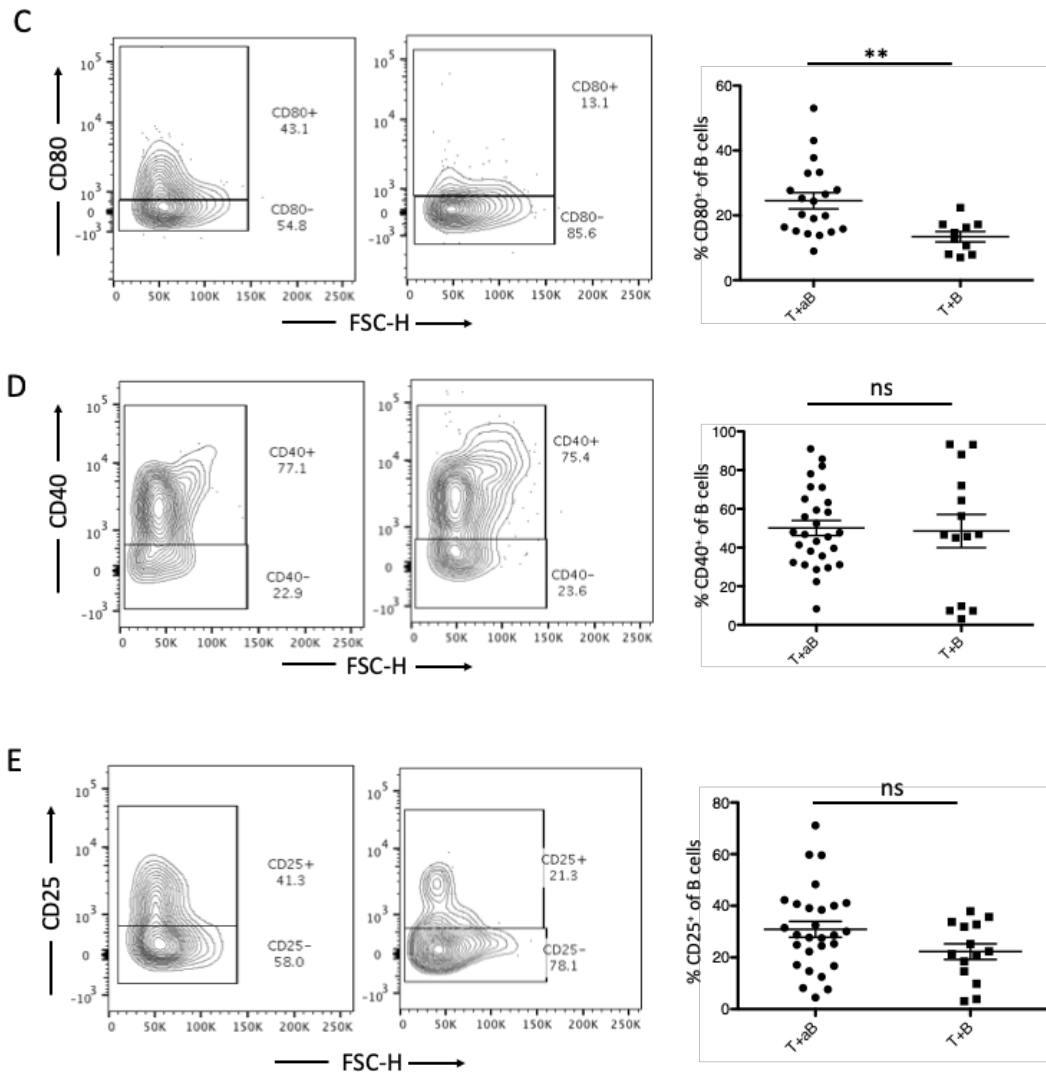 C
CD80
10^5
10^4
10^3
0
-10^3
CD80+
43.1
CD80-
54.8
0 50K 100K 150K 200K 250K
10^5
10^4
10^3
0
-10^3
CD80+
13.1
CD80-
85.6
0 50K 100K 150K 200K 250K
FSC-H
**
% CD80+ of B cells
60
40
20
0
T+aB
T+B
D
CD40
10^5
10^4
10^3
0
-10^3
CD40+
77.1
CD40-
22.9
0 50K 100K 150K 200K 250K
10^5
10^4
10^3
0
-10^3
CD40+
75.4
CD40-
23.6
0 50K 100K 150K 200K 250K
FSC-H
ns
% CD40+ of B cells
100
80
60
40
20
0
T+aB
T+B
E
CD25
10^5
10^4
10^3
0
-10^3
CD25+
41.3
CD25-
58.0
0 50K 100K 150K 200K 250K
10^5
10^4
10^3
0
-10^3
CD25+
21.3
CD25-
78.1
0 50K 100K 150K 200K 250K
FSC-H
ns
% CD25+ of B cells
80
60
40
20
0
T+aB
T+B